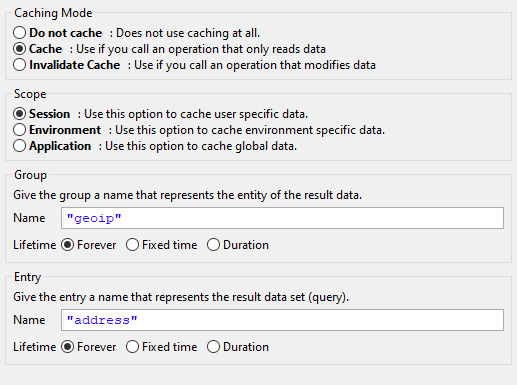 Caching Mode
Do not cache : Does not use caching at all.
Cache : Use if you call an operation that only reads data
Invalidate Cache : Use if you call an operation that modifies data
Scope
Session : Use this option to cache user specific data.
Environment : Use this option to cache environment specific data.
Application : Use this option to cache global data.
Group
Give the group a name that represents the entity of the result data.
Name "geoip"
Lifetime Forever Fixed time Duration
Entry
Give the entry a name that represents the result data set (query).
Name "address"
Lifetime Forever Fixed time Duration